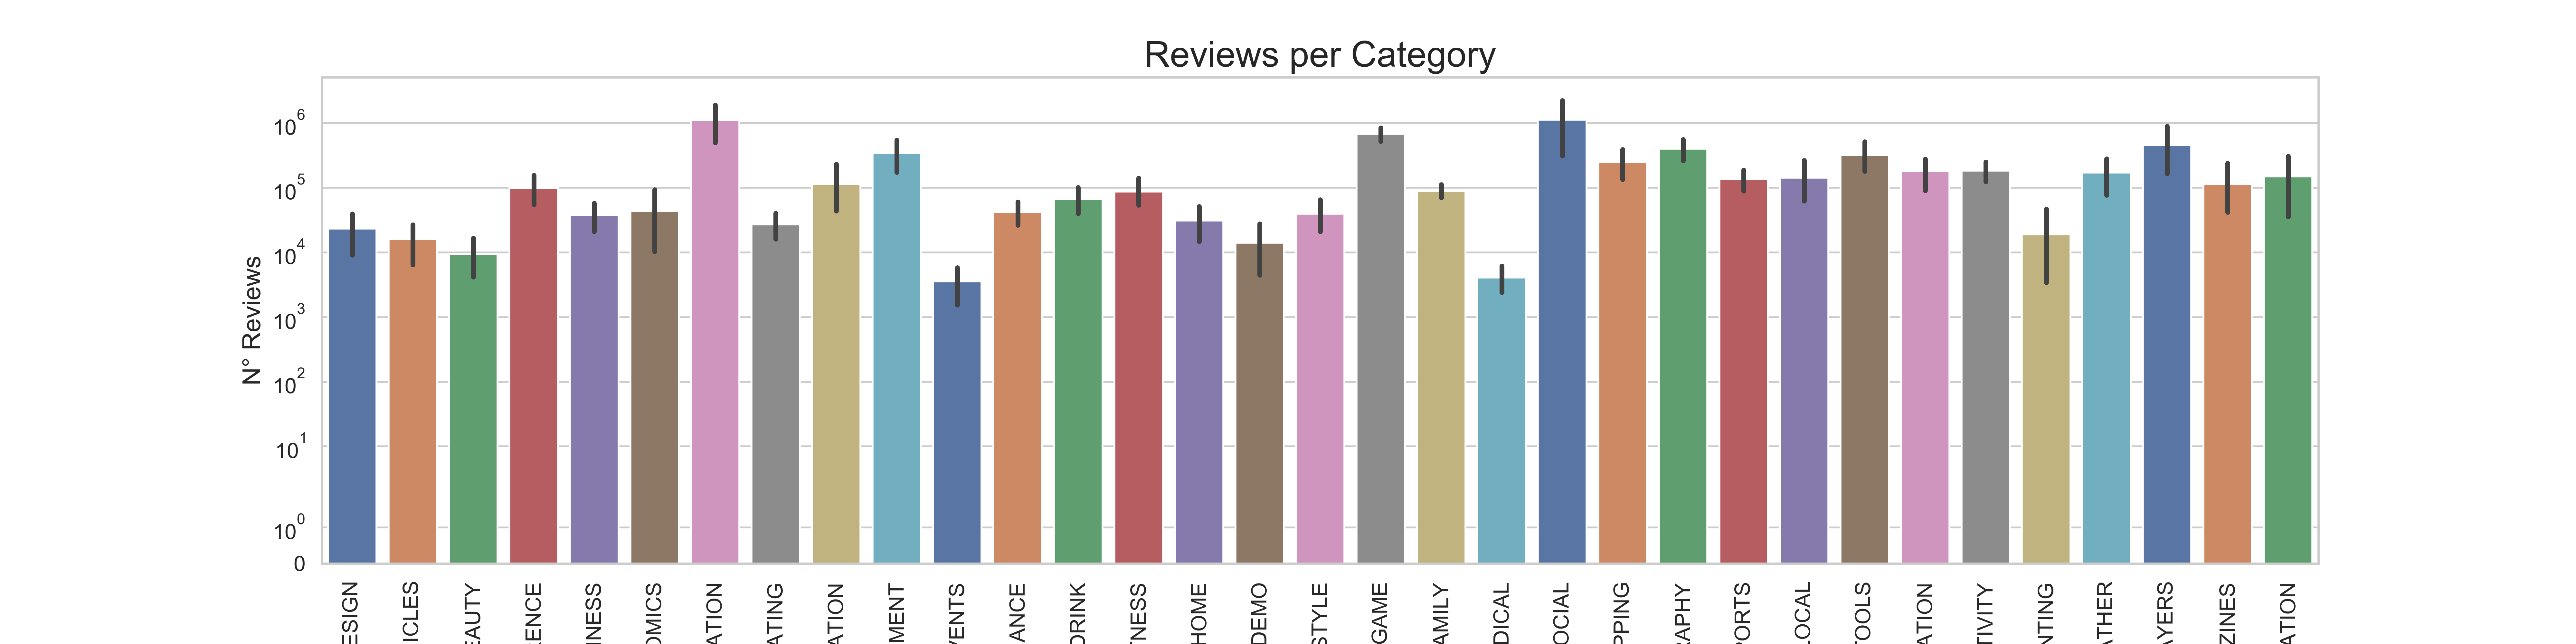 Reviews per Category
N° Reviews
10^6
10^5
10^4
10^3
10^2
10^1
10^0
0
ESIGN
ICLES
EAUTY
ENCE
NESS
OMICS
ATION
ATING
ATION
MENT
VENTS
ANCE
DRINK
TNESS
HOME
DEMO
STYLE
GAME
AMILY
DICAL
OCIAL
PPING
APHY
PORTS
LOCAL
TOOLS
ATION
TIVITY
NTING
ATHER
AYERS
ZINES
ATION